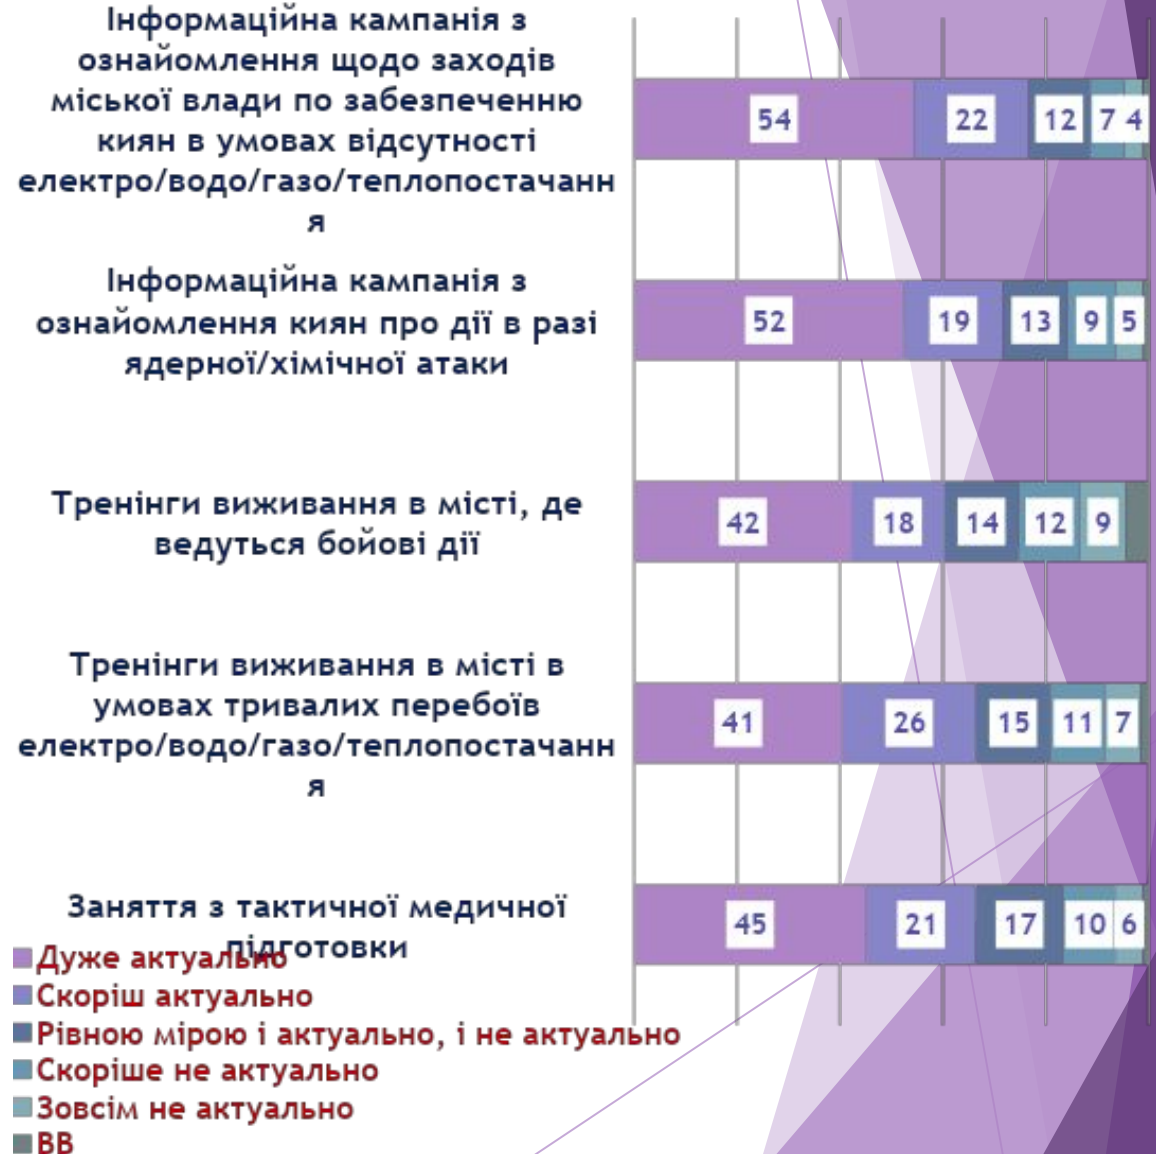 Інформаційна кампанія з
ознайомлення щодо заходів
міської влади по забезпеченню
киян в умовах відсутності
електро/водо/газо/теплопостачанн
я
54 22 12 7 4
Інформаційна кампанія з
ознайомлення киян про дії в разі
ядерної/хімічної атаки
52 19 13 9 5
Тренінги виживання в місті, де
ведуться бойові дії
42 18 14 12 9
Тренінги виживання в місті в
умовах тривалих перебоїв
електро/водо/газо/теплопостачанн
я
41 26 15 11 7
Заняття з тактичної медичної
підготовки
45 21 17 10 6
Дуже актуально
Скоріш актуально
Рівною мірою і актуально, і не актуально
Скоріше не актуально
Зовсім не актуально
ВВ